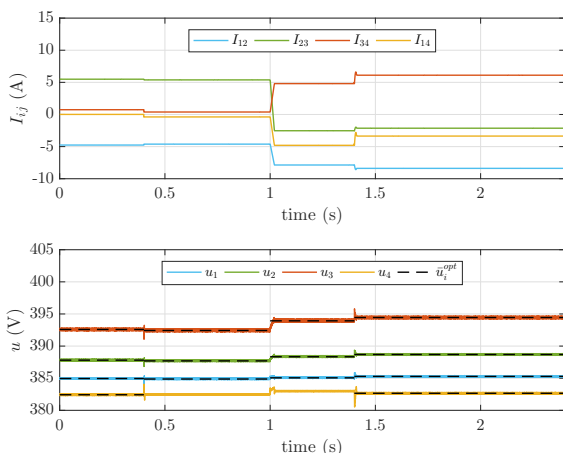 15
10
5
0
-5
-10
I_{ij} (A)
I_{12} I_{23} I_{34} I_{14}
0 0.5 1 1.5 2
time (s)
405
400
395
390
385
380
u (V)
u_1 u_2 u_3 u_4 \bar{u}_i^{opt}
0 0.5 1 1.5 2
time (s)